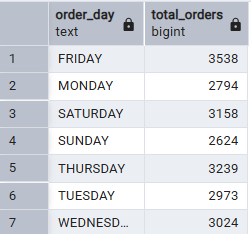 order_day total_orders
text bigint
1 FRIDAY 3538
2 MONDAY 2794
3 SATURDAY 3158
4 SUNDAY 2624
5 THURSDAY 3239
6 TUESDAY 2973
7 WEDNESD... 3024